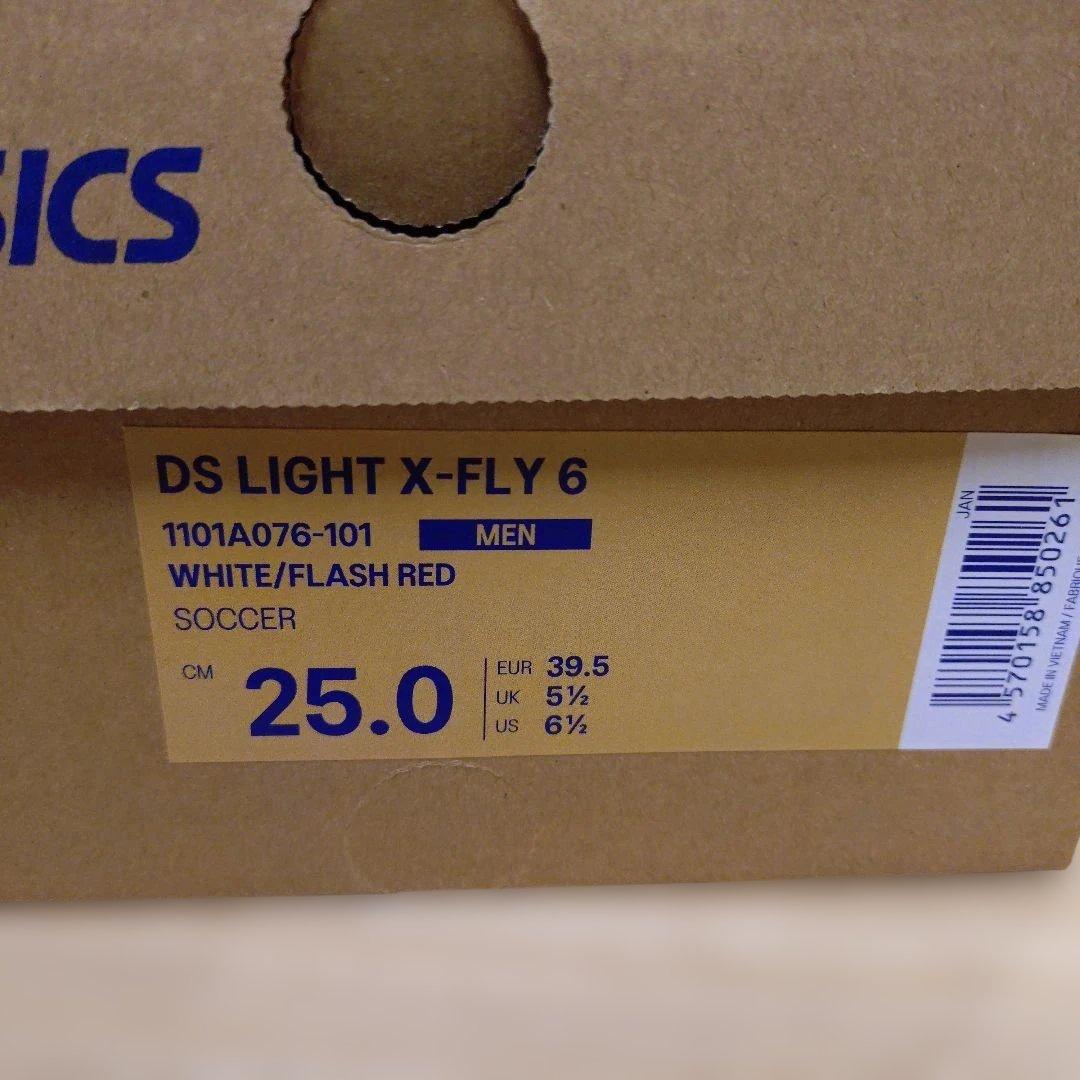 SICS
DS LIGHT X-FLY 6
1101A076-101 MEN
WHITE/FLASH RED
SOCCER
CM 25.0
EUR 39.5
UK 5½
US 6½
JAN
4 570158 850261
MADE IN VIETNAM / FABRIQUÉ